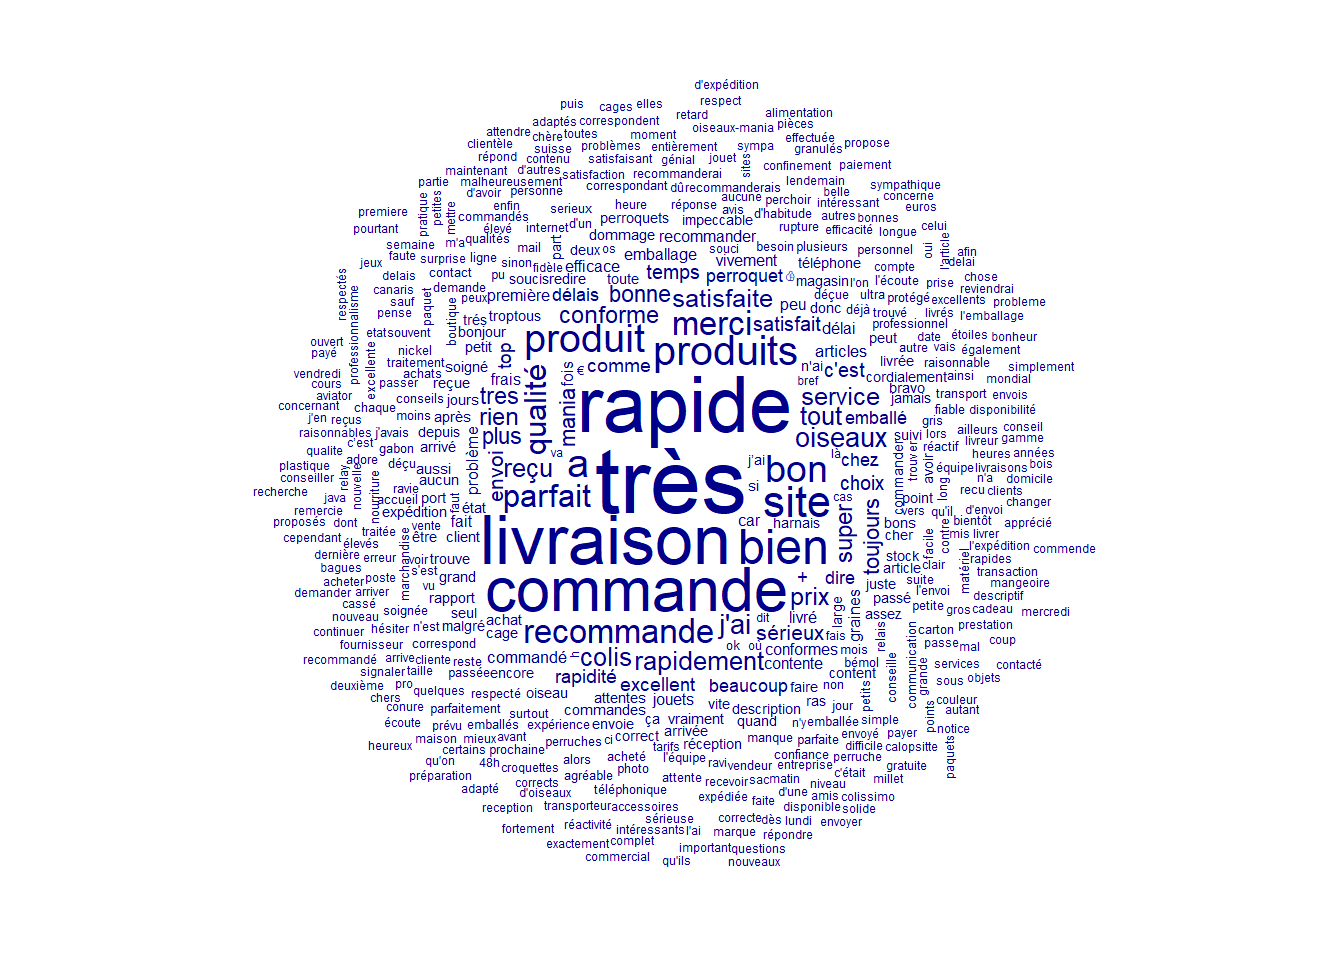 d'expédition
puis cages elles respect
adaptés correspondent retard alimentation
attendre chère toutes moment oiseaux-mania pièces
clientèle suisse problèmes entièrement sympa effectuée granulés propose
répond contenu satisfaisant génial jouet sites confinement paiement
maintenant d'autres satisfaction recommanderai
partie malheureusement correspondant dû recommanderais lendemain sympathique
d'avoir personne aucune perchoir belle concerne
pratique petites mettre enfin serieux heure réponse avis d'habitude intéressant autres bonnes euros
premiere commandés d'un perroquets impeccable
pourtant élevé internet rupture efficacité longue celui
semaine m'a qualités part dommage recommander besoin plusieurs personnel oui l'article afin
faute mail deux os emballage souci delai
jeux surprise ligne sinon fidèle efficace vivement téléphone compte chose
respectés delais contact pu soucis redire toute temps perroquet magasin l'on l'écoute prise reviendrai
canaris demande peux première délais bonne satisfaite peu donc déçue déjà ultra protégé excellents probleme
professionnalisme sauf paquet boutique très troptous conforme merci satisfait délai trouvé livrés l'emballage
pense etat souvent bonjour produit professionnel étoiles bonheur
ouvert nickel petit top produits articles peut date autre vais également
payé excellente traitement soigné € comme n'ai c'est livrée raisonnable simplement
vendredi achats reçue frais qualité fois bref cordialement ainsi mondial
cours passer conseils jours tres mania rapide service bravo jamais transport envois
aviator
concernant chaque moins après rien tout emballé fiable disponibilité
j'en reçus gris
raisonnables j'avais depuis plus oiseaux suivi lors ailleurs conseil
qualite c'est gabon arrivé problème envoi va là commander trouver réactif livreur gamme
plastique relay nouvelle adore déçu aussi reçu a j'ai bon chez avoir équipe heures années
conseiller nourriture ravie aucun très si choix long livraisons bois
recherche java accueil port faut parfait site cas point recu n'a clients domicile
remercie expédition état vers qu'il d'envoi changer
proposés dont traitée vente fait car harnais super toujours bons contre bientôt apprécié
cependant élevés marchandise être client livraison bien cher facile mis livrer
dernière erreur voir trouve stock l'expédition commende
bagues s'est article clair matériel rapides
acheter poste vu grand commande + dire juste suite transaction mangeoire
demander arriver rapport prix passé l'envoi descriptif
cassé soignée seul petite gros cadeau mercredi
nouveau n'est malgré achat j'ai livré large graines assez carton prestation
continuer hésiter cage recommande dit sérieux fais relais passe mal coup
fournisseur correspond ok où conformes mois
recommandé arrive cliente reste commandé colis rapidement contente bémol conseille communication grande services contacté
signaler taille passée encore rapidité content sous objets
deuxième pro quelques respecté oiseau excellent beaucoup faire non petits couleur
chers attentes jouets vite description ras jour points autant
conure parfaitement surtout commandes
écoute prévu emballés expérience envoie ça vraiment quand n'y emballée simple notice
maison mieux avant correct arrivée manque parfaite envoyé payer
heureux certains prochaine perruches ci tarifs réception difficile calopsitte paquets
qu'on 48h alors acheté l'équipe ravi vendeur confiance perruche
croquettes photo entreprise c'était gratuite
préparation agréable attente recevoir sac matin niveau millet
adapté corrects téléphonique d'une
d'oiseaux expédiée faite amis colissimo
reception transporteur accessoires disponible solide
sérieuse correcte dès lundi envoyer
fortement réactivité intéressants l'ai marque répondre
exactement complet important questions
commercial qu'ils nouveaux